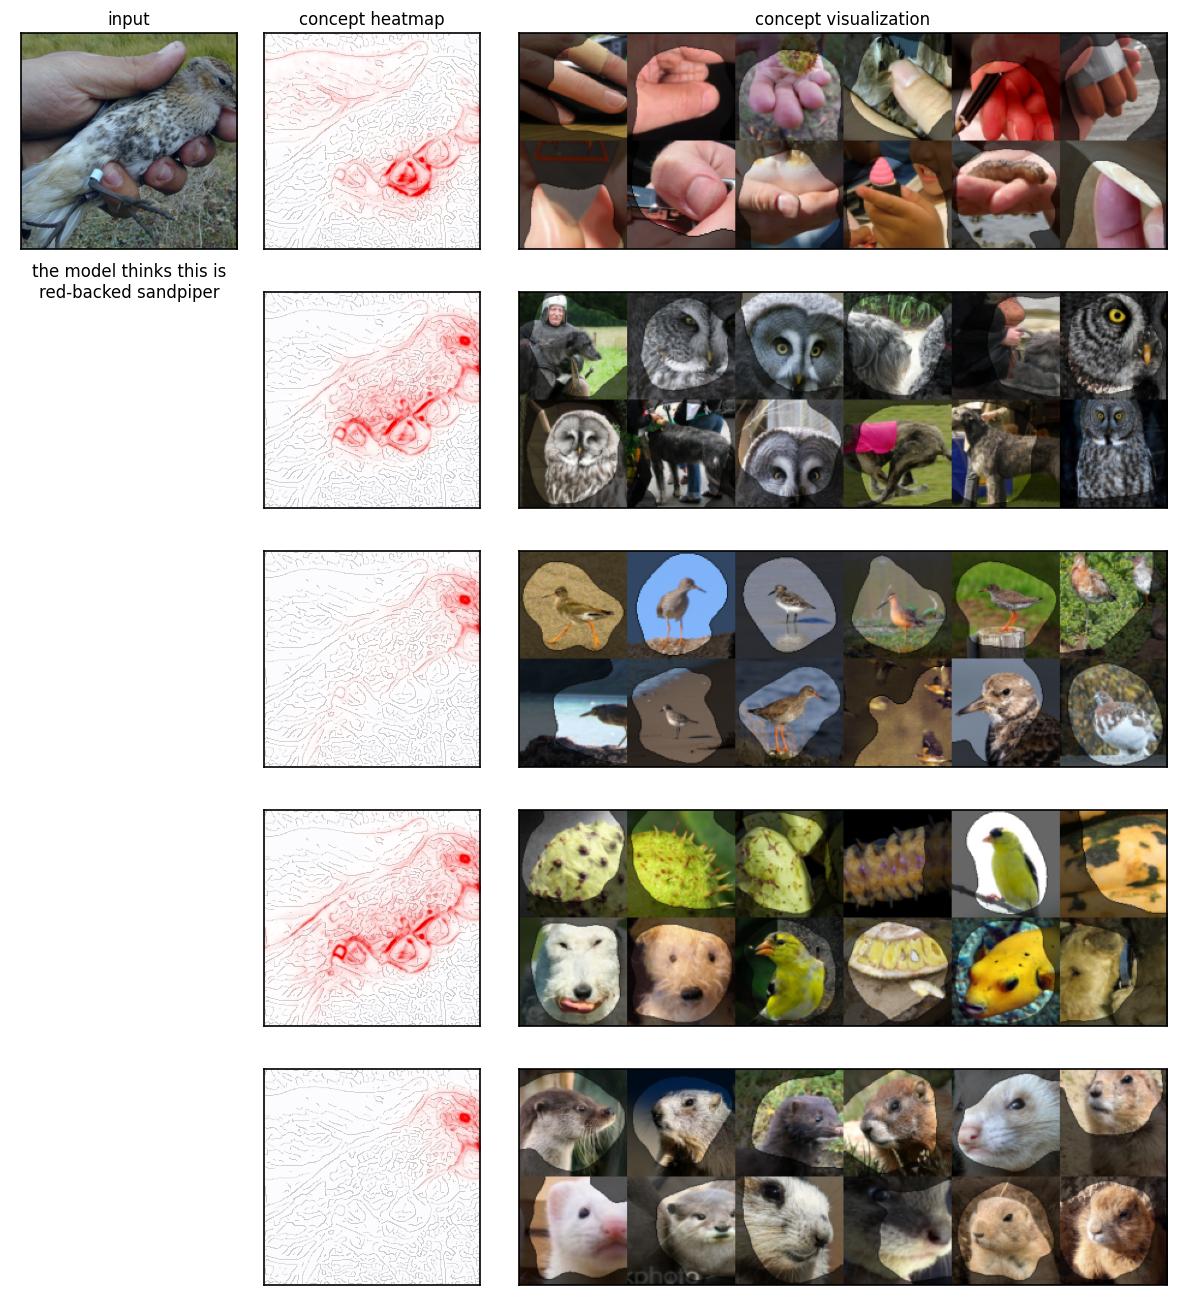 input
concept heatmap
concept visualization
the model thinks this is
red-backed sandpiper